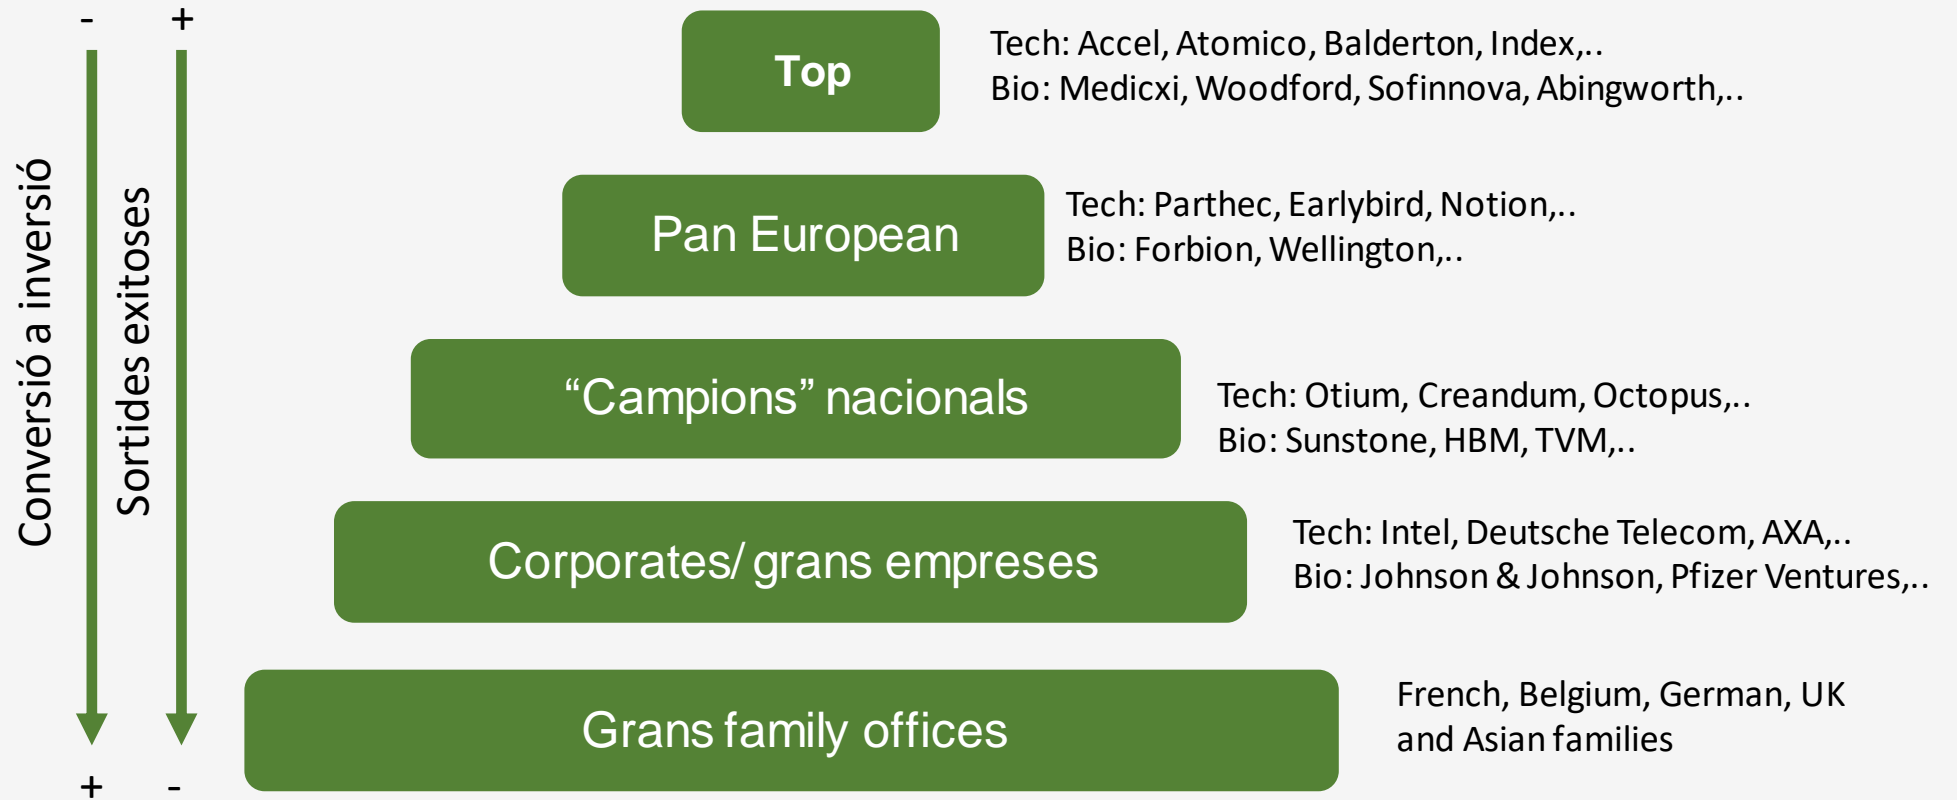 - +
Conversió a inversió
Sortides exitoses
+ -
Top
Tech: Accel, Atomico, Balderton, Index,..
Bio: Medicxi, Woodford, Sofinnova, Abingworth,..
Pan European
Tech: Parthec, Earlybird, Notion,..
Bio: Forbion, Wellington,..
“Campions” nacionals
Tech: Otium, Creandum, Octopus,..
Bio: Sunstone, HBM, TVM,..
Corporates/ grans empreses
Tech: Intel, Deutsche Telecom, AXA,..
Bio: Johnson & Johnson, Pfizer Ventures,..
Grans family offices
French, Belgium, German, UK
and Asian families